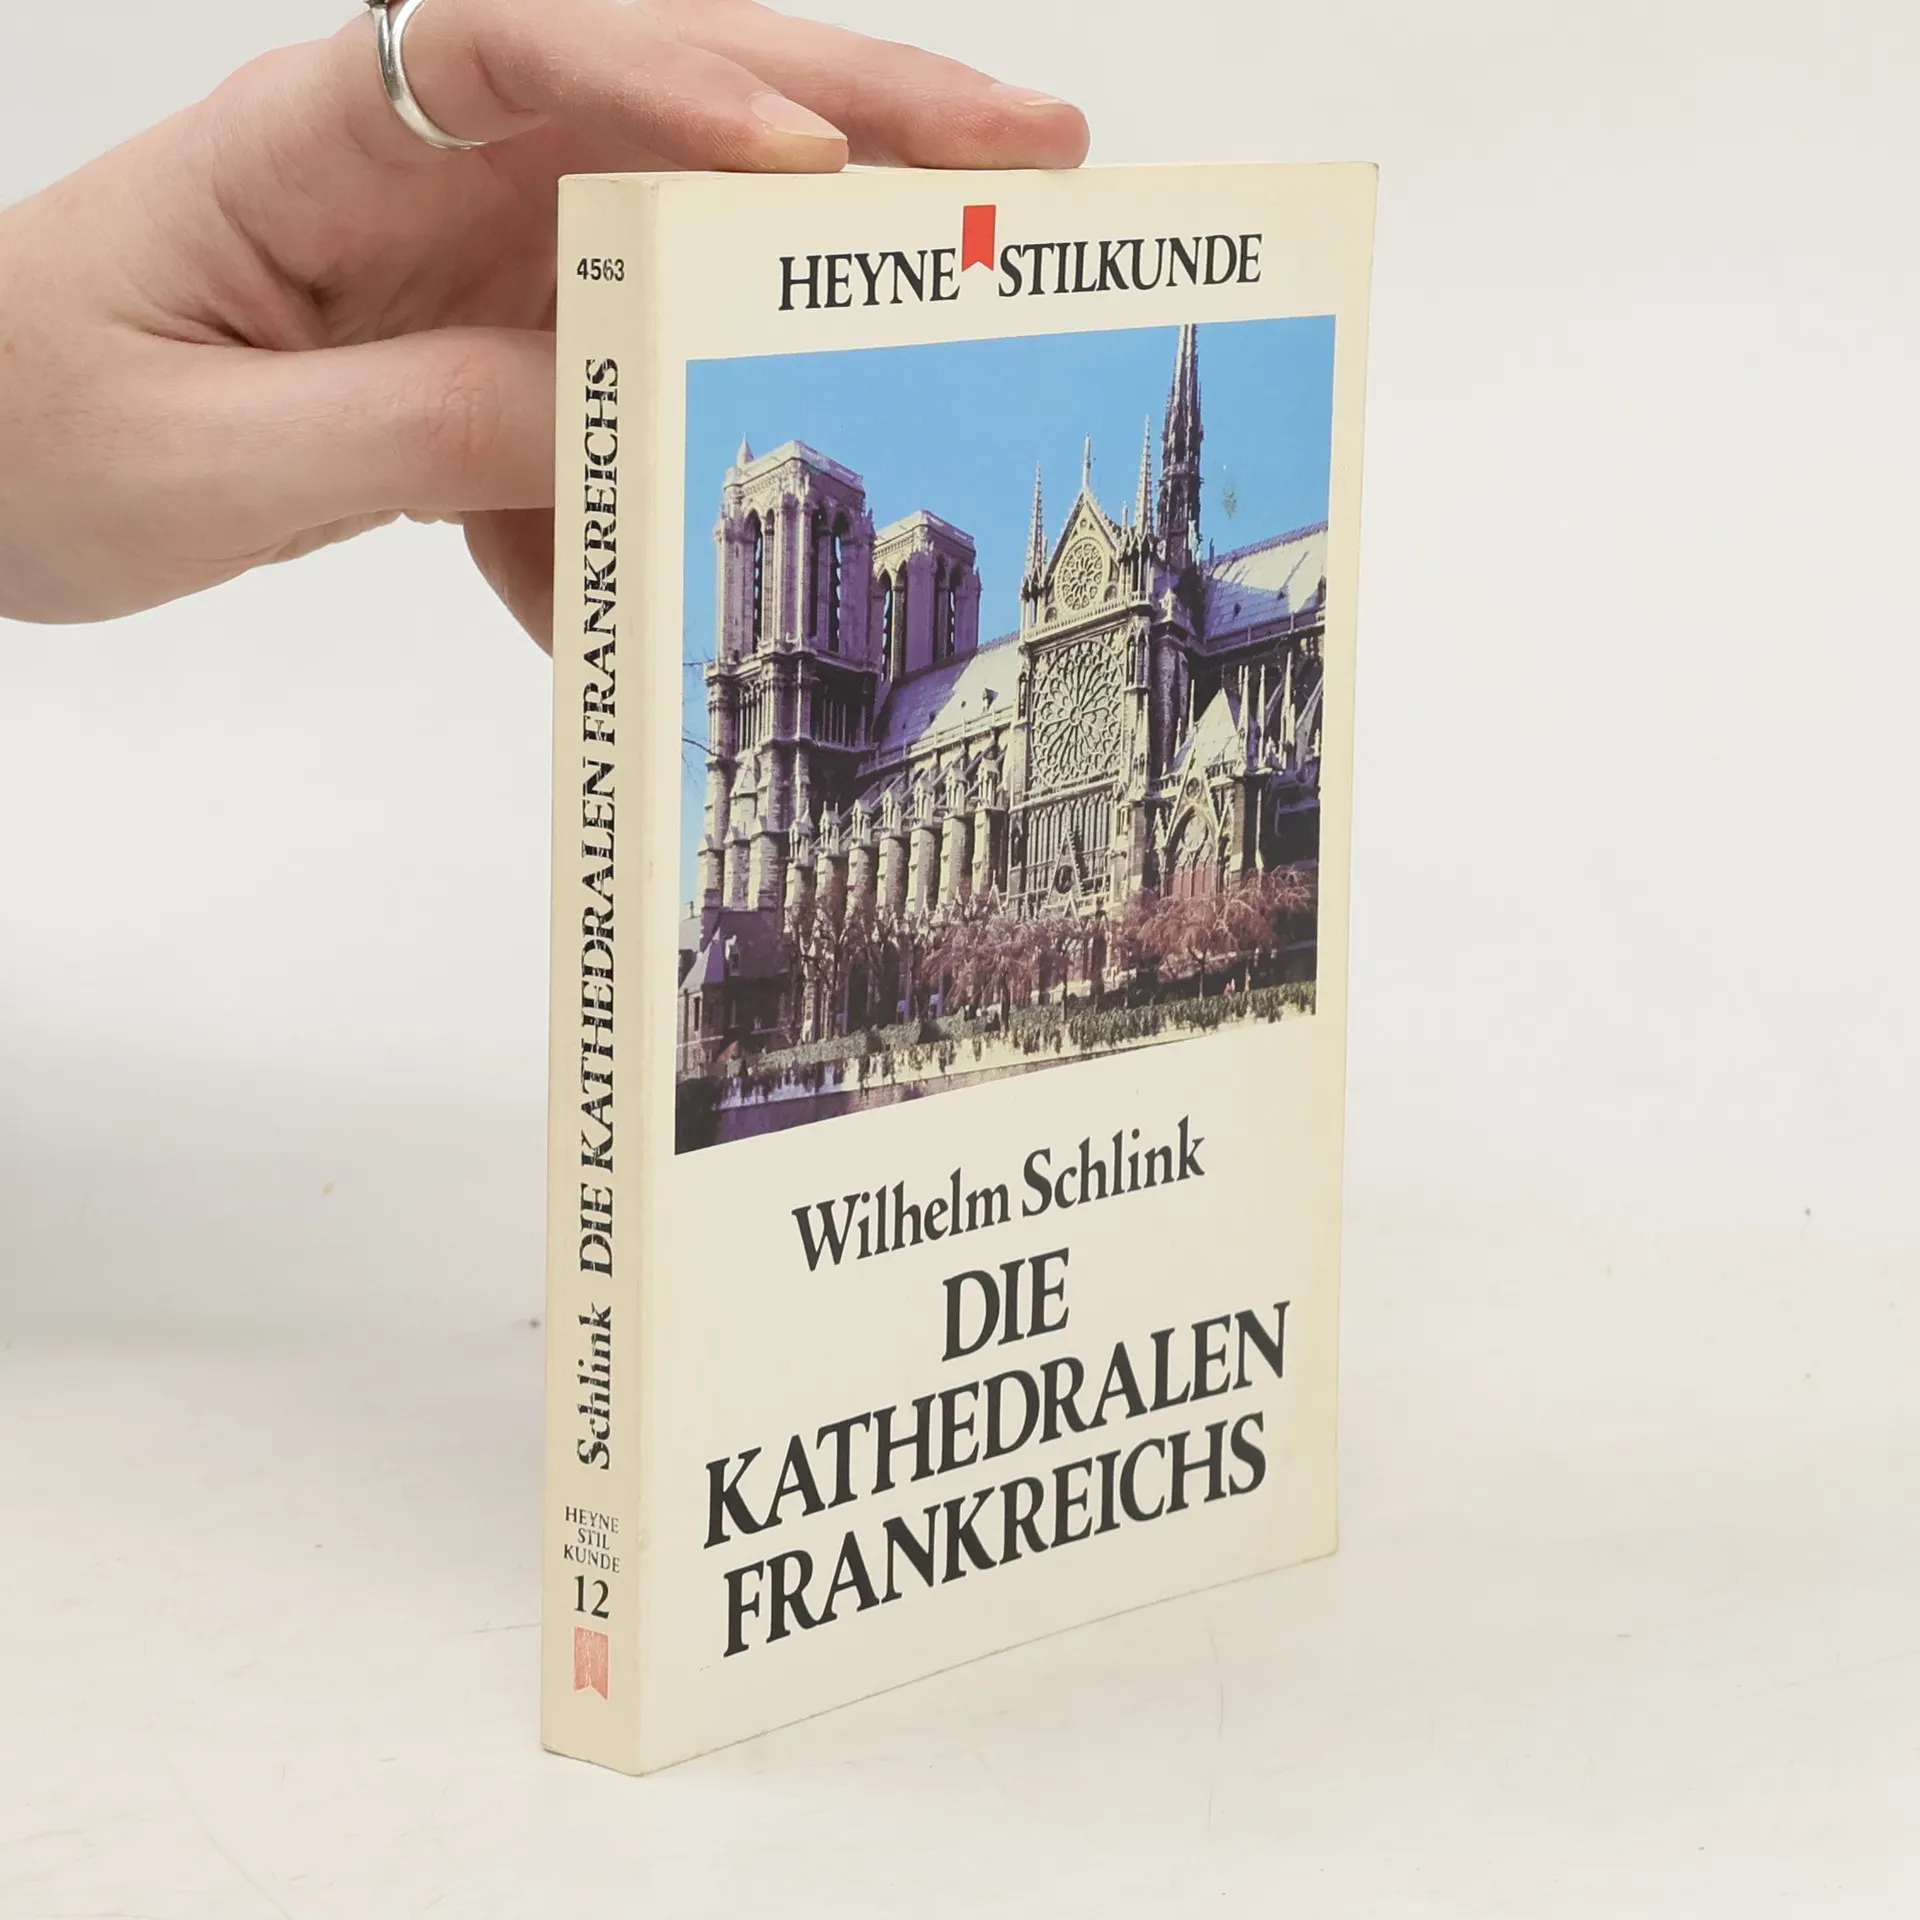 4563
Schlink DIE KATHEDRALEN FRANKREICHS
HEYNE
STIL
KUNDE
12
HEYNE STILKUNDE
Wilhelm Schlink
DIE
KATHEDRALEN
FRANKREICHS